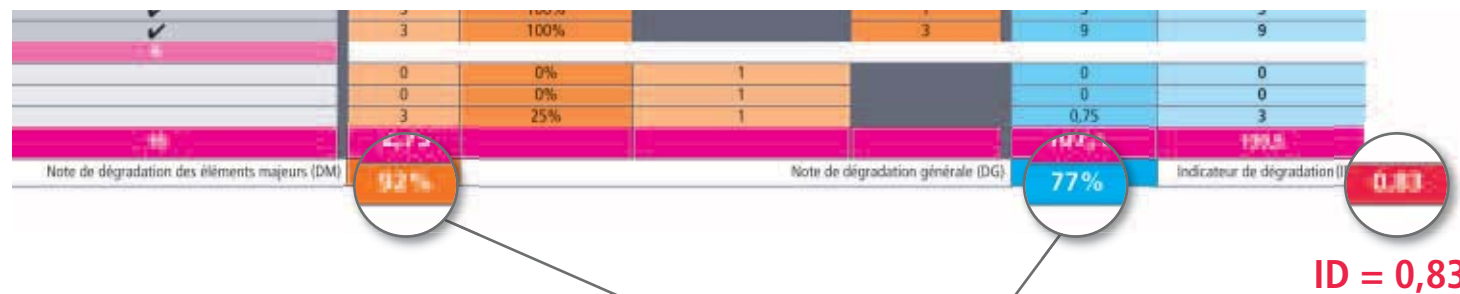 ✔ 3 100% 3 9 9
0 0% 1 0 0
0 0% 1 0 0
3 25% 1 0,75 3
Note de dégradation des éléments majeurs (DM) 92% Note de dégradation générale (DG) 77% Indicateur de dégradation 0.83
ID = 0,83